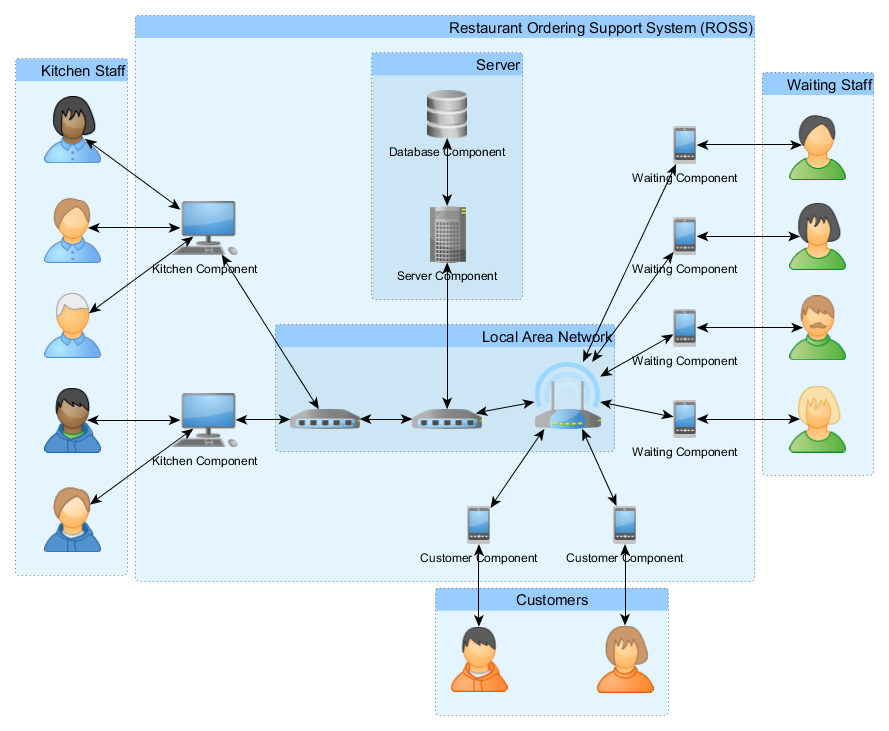 Restaurant Ordering Support System (ROSS)
Kitchen Staff
Server
Waiting Staff
Database Component
Waiting Component
Kitchen Component
Server Component
Waiting Component
Local Area Network
Waiting Component
Kitchen Component
Waiting Component
Customer Component
Customer Component
Customers